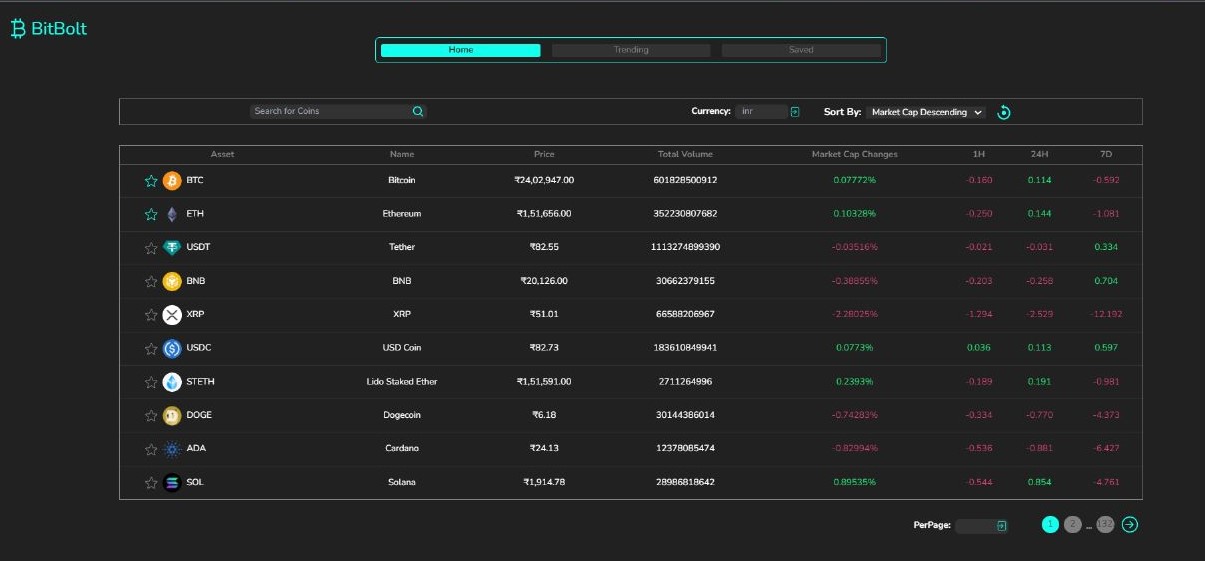 BitBolt
Home Trending Saved
Search for Coins Currency: inr Sort By: Market Cap Descending
Asset Name Price Total Volume Market Cap Changes 1H 24H 7D
BTC Bitcoin ₹24,02,947.00 601828500912 0.07772% -0.160 0.114 -0.592
ETH Ethereum ₹1,51,656.00 352230807682 0.10328% -0.250 0.144 -1.081
USDT Tether ₹82.55 1113274899390 -0.03516% -0.021 -0.031 0.334
BNB BNB ₹20,126.00 30662379155 -0.38855% -0.203 -0.258 0.704
XRP XRP ₹51.01 66588206967 -2.28025% -1.294 -2.529 -12.192
USDC USD Coin ₹82.73 183610849941 0.0773% 0.036 0.113 0.597
STETH Lido Staked Ether ₹1,51,591.00 2711264996 0.2393% -0.189 0.191 -0.981
DOGE Dogecoin ₹6.18 30144386014 -0.74283% -0.334 -0.770 -4.373
ADA Cardano ₹24.13 12378085474 -0.82994% -0.536 -0.881 -6.427
SOL Solana ₹1,914.78 28986818642 0.89535% -0.544 0.854 -4.761
PerPage: 1 2 ... 132